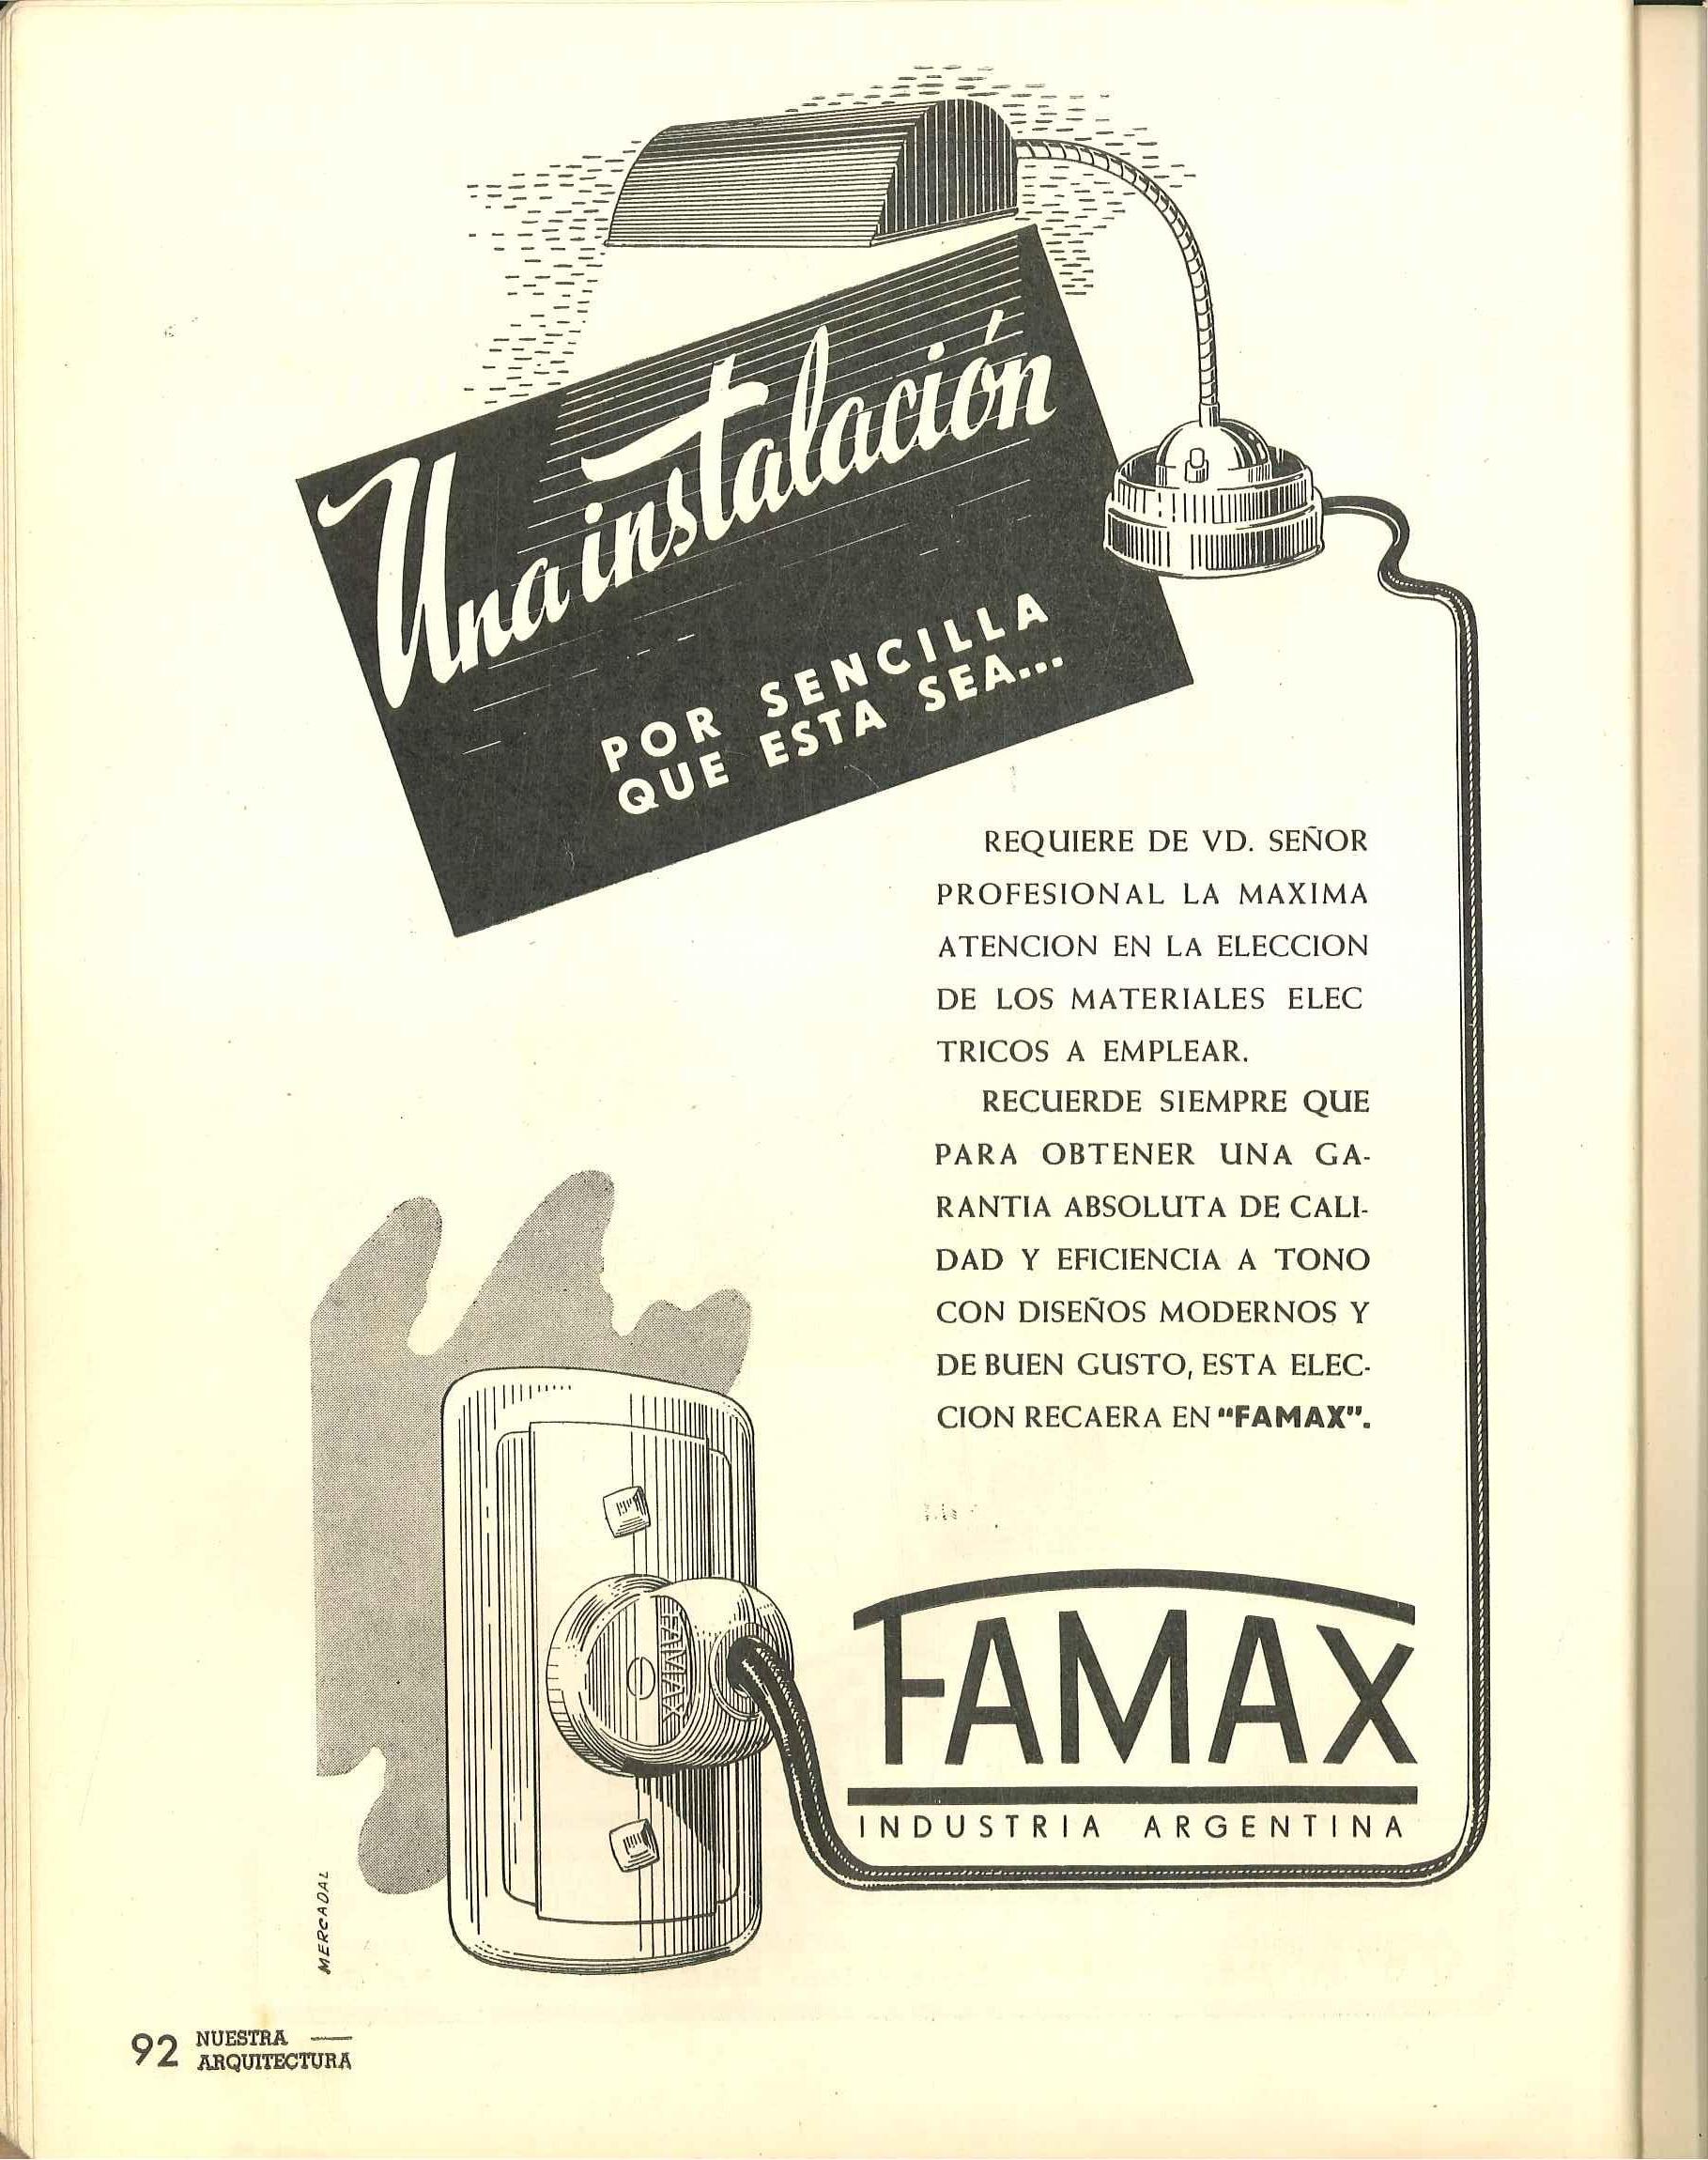 Una instalación
POR SENCILLA
QUE ESTA SEA...
REQUIERE DE VD. SEÑOR
PROFESIONAL LA MAXIMA
ATENCION EN LA ELECCION
DE LOS MATERIALES ELEC
TRICOS A EMPLEAR.
RECUERDE SIEMPRE QUE
PARA OBTENER UNA GA-
RANTIA ABSOLUTA DE CALI-
DAD Y EFICIENCIA A TONO
CON DISEÑOS MODERNOS Y
DE BUEN GUSTO, ESTA ELEC-
CION RECAERA EN "FAMAX".
FAMAX
FAMAX
INDUSTRIA ARGENTINA
MERCADAL
92 NUESTRA —
ARQUITECTURA